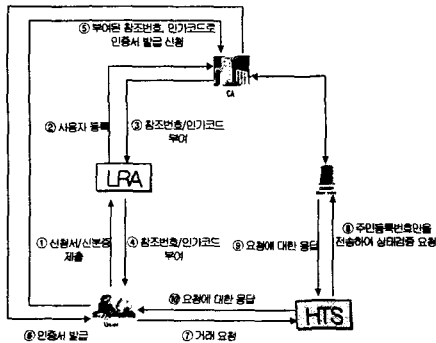 ⑤ 부여된 참조번호, 인가코드로
인증서 발급 신청
CA
② 사용자 등록
③ 참조번호/인가코드
부여
LRA
① 신청서/신분증
제출
④ 참조번호/인가코드
부여
⑧ 주민등록번호만을
전송하여 상태검증 요청
⑨ 요청에 대한 응답
⑩ 요청에 대한 응답
User
HTS
⑥ 인증서 발급
⑦ 거래 요청